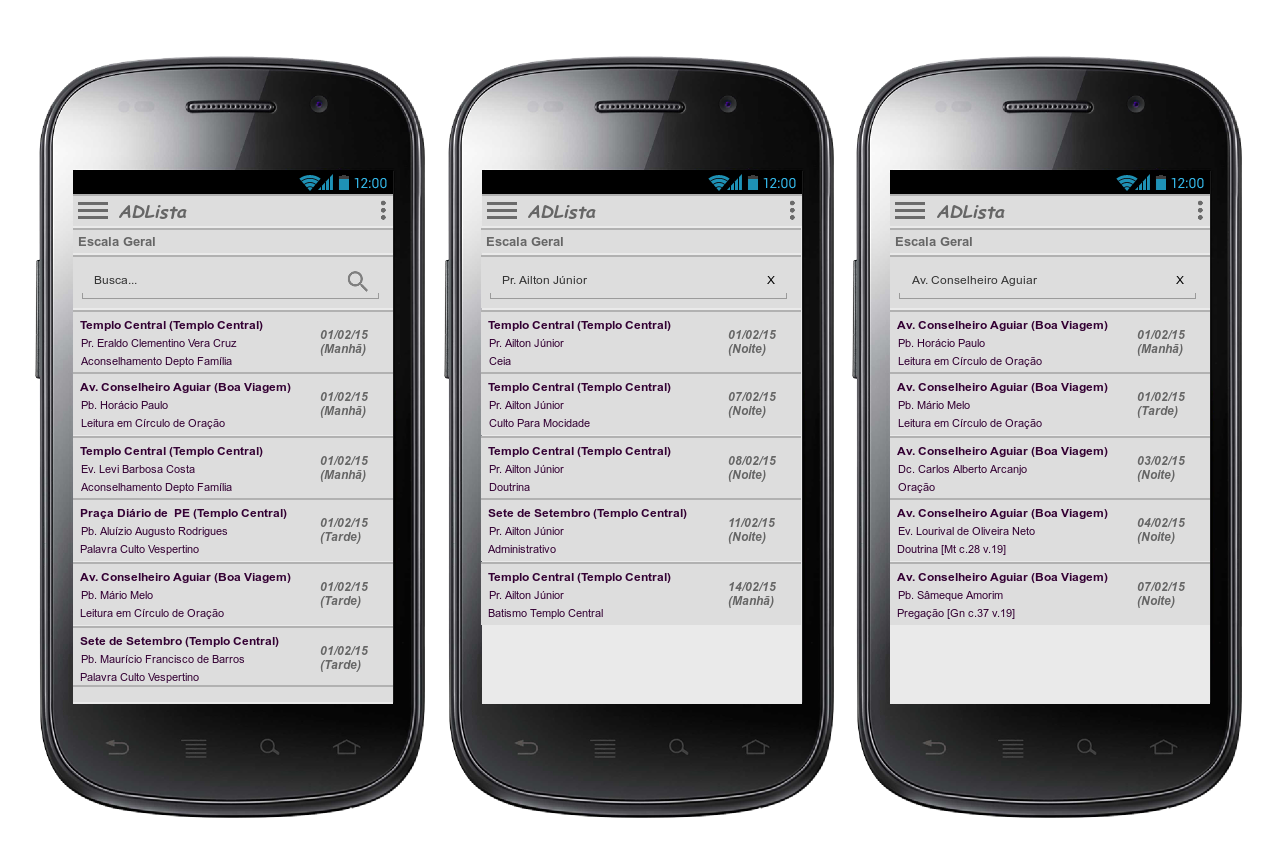 12:00
ADLista
Escala Geral
Busca...
Templo Central (Templo Central)
Pr. Eraldo Clementino Vera Cruz
Aconselhamento Depto Família
01/02/15
(Manhã)
Av. Conselheiro Aguiar (Boa Viagem)
Pb. Horácio Paulo
Leitura em Círculo de Oração
01/02/15
(Manhã)
Templo Central (Templo Central)
Ev. Levi Barbosa Costa
Aconselhamento Depto Família
01/02/15
(Manhã)
Praça Diário de  PE (Templo Central)
Pb. Aluízio Augusto Rodrigues
Palavra Culto Vespertino
01/02/15
(Tarde)
Av. Conselheiro Aguiar (Boa Viagem)
Pb. Mário Melo
Leitura em Círculo de Oração
01/02/15
(Tarde)
Sete de Setembro (Templo Central)
Pb. Maurício Francisco de Barros
Palavra Culto Vespertino
01/02/15
(Tarde)
12:00
ADLista
Escala Geral
Pr. Ailton Júnior X
Templo Central (Templo Central)
Pr. Ailton Júnior
Ceia
01/02/15
(Noite)
Templo Central (Templo Central)
Pr. Ailton Júnior
Culto Para Mocidade
07/02/15
(Noite)
Templo Central (Templo Central)
Pr. Ailton Júnior
Doutrina
08/02/15
(Noite)
Sete de Setembro (Templo Central)
Pr. Ailton Júnior
Administrativo
11/02/15
(Noite)
Templo Central (Templo Central)
Pr. Ailton Júnior
Batismo Templo Central
14/02/15
(Manhã)
12:00
ADLista
Escala Geral
Av. Conselheiro Aguiar X
Av. Conselheiro Aguiar (Boa Viagem)
Pb. Horácio Paulo
Leitura em Círculo de Oração
01/02/15
(Manhã)
Av. Conselheiro Aguiar (Boa Viagem)
Pb. Mário Melo
Leitura em Círculo de Oração
01/02/15
(Tarde)
Av. Conselheiro Aguiar (Boa Viagem)
Dc. Carlos Alberto Arcanjo
Oração
03/02/15
(Noite)
Av. Conselheiro Aguiar (Boa Viagem)
Ev. Lourival de Oliveira Neto
Doutrina [Mt c.28 v.19]
04/02/15
(Noite)
Av. Conselheiro Aguiar (Boa Viagem)
Pb. Sâmeque Amorim
Pregação [Gn c.37 v.19]
07/02/15
(Noite)